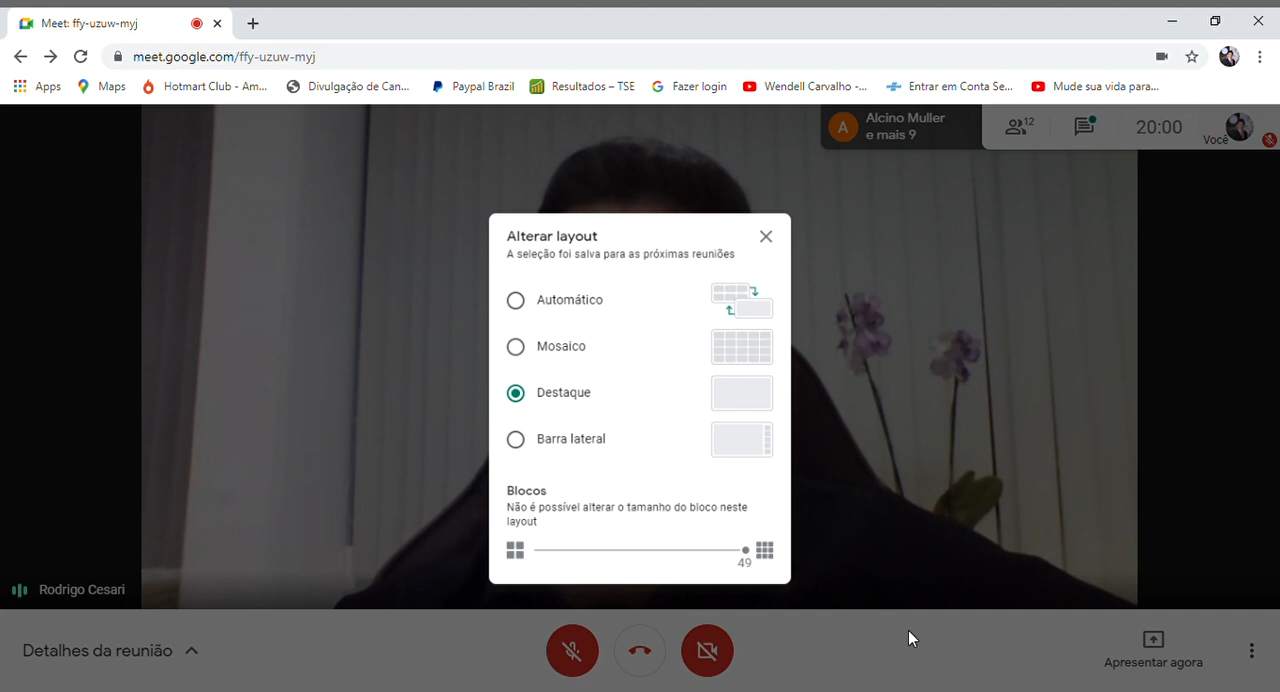 Meet: ffy-uzuw-myj
meet.google.com/ffy-uzuw-myj
Apps Maps Hotmart Club - Am... Divulgação de Can... Paypal Brazil Resultados – TSE Fazer login Wendell Carvalho -... Entrar em Conta Se... Mude sua vida para...
A Alcino Muller
e mais 9
12
20:00
Você
Alterar layout
A seleção foi salva para as próximas reuniões
Automático
Mosaico
Destaque
Barra lateral
Blocos
Não é possível alterar o tamanho do bloco neste
layout
49
Rodrigo Cesari
Detalhes da reunião
Apresentar agora